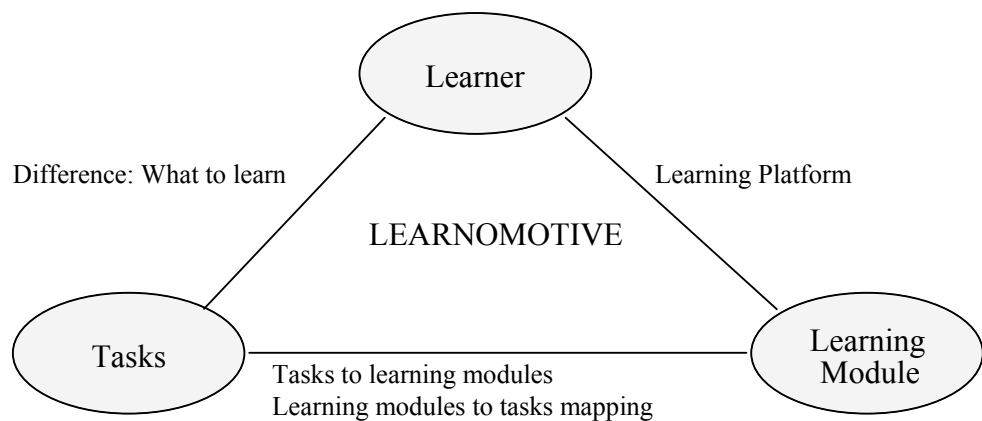 Learner
Difference: What to learn
Learning Platform
LEARNOMOTIVE
Tasks
Learning
Module
Tasks to learning modules
Learning modules to tasks mapping